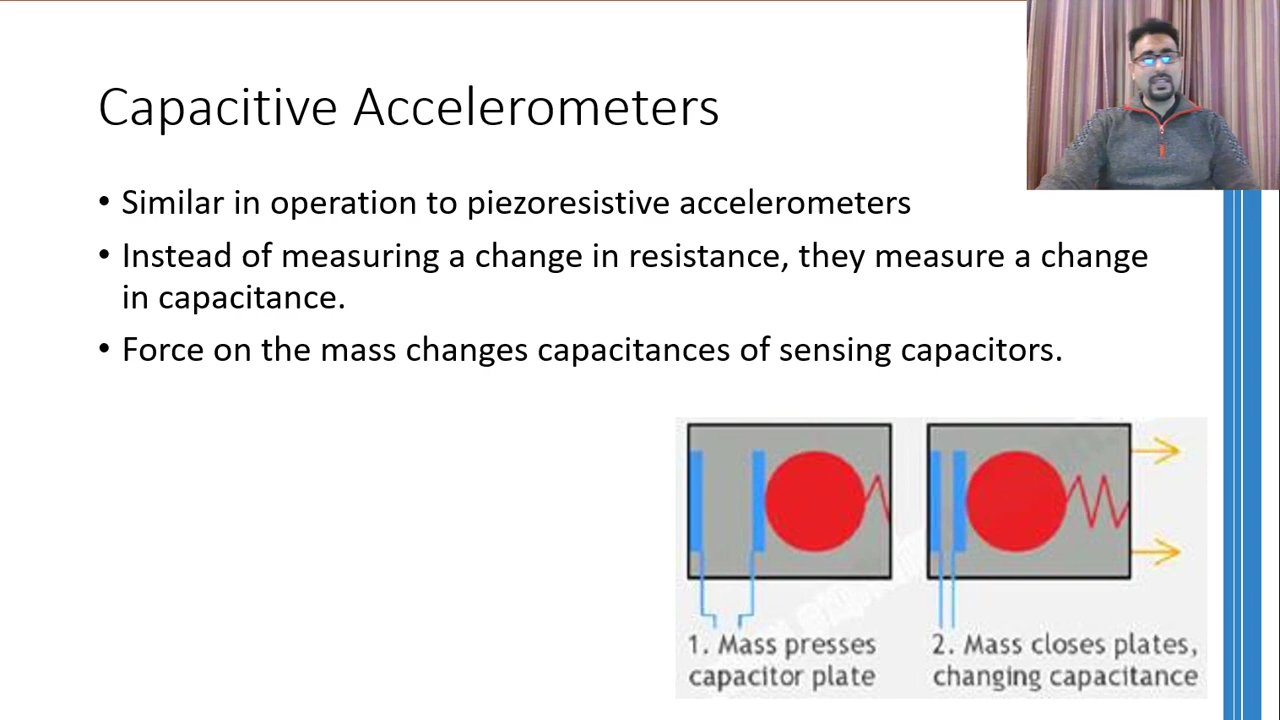 Capacitive Accelerometers
• Similar in operation to piezoresistive accelerometers
• Instead of measuring a change in resistance, they measure a change
in capacitance.
• Force on the mass changes capacitances of sensing capacitors.
1. Mass presses
capacitor plate
2. Mass closes plates,
changing capacitance